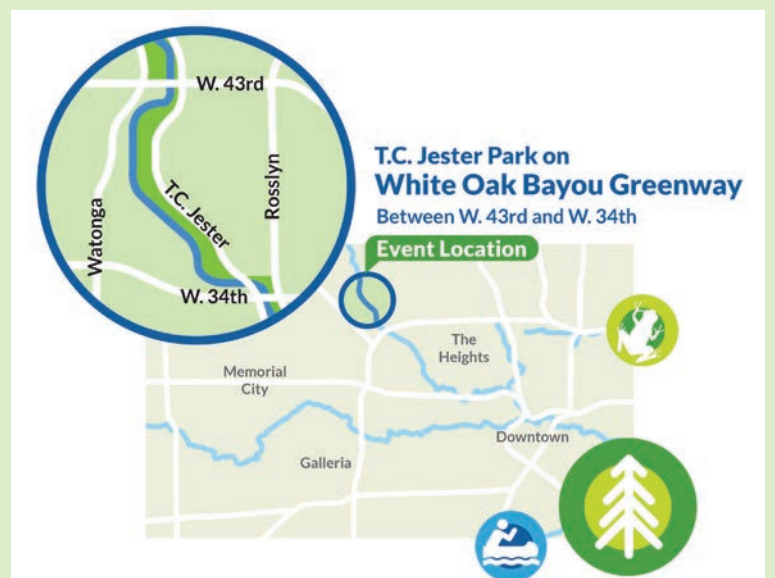 W. 43rd
T.C. Jester
Rosslyn
Watonga
W. 34th
T.C. Jester Park on
White Oak Bayou Greenway
Between W. 43rd and W. 34th
Event Location
The
Heights
Memorial
City
Downtown
Galleria